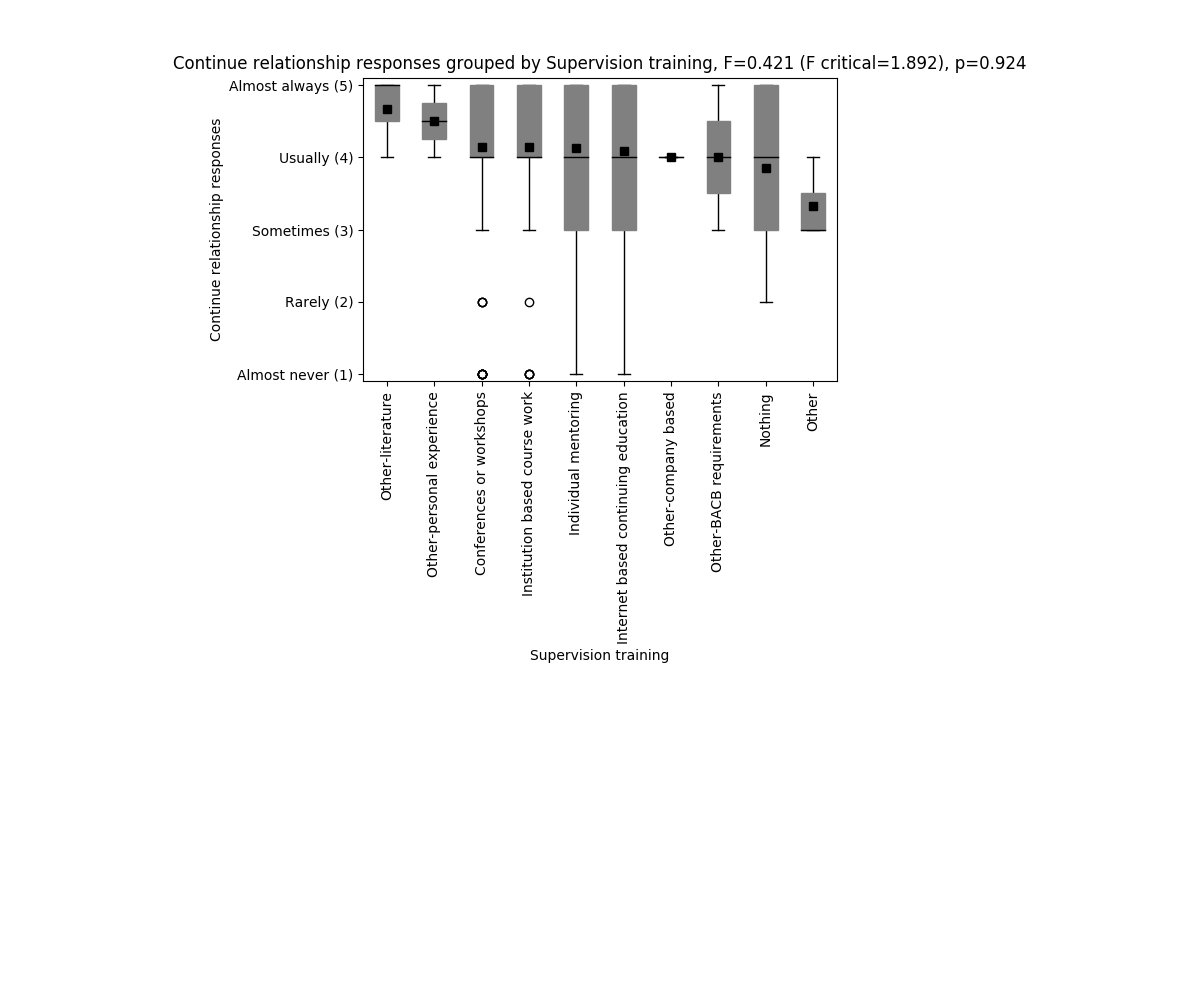 Continue relationship responses grouped by Supervision training, F=0.421 (F critical=1.892), p=0.924
Continue relationship responses
Almost always (5)
Usually (4)
Sometimes (3)
Rarely (2)
Almost never (1)
Other-literature
Other-personal experience
Conferences or workshops
Institution based course work
Individual mentoring
Internet based continuing education
Other-company based
Other-BACB requirements
Nothing
Other
Supervision training